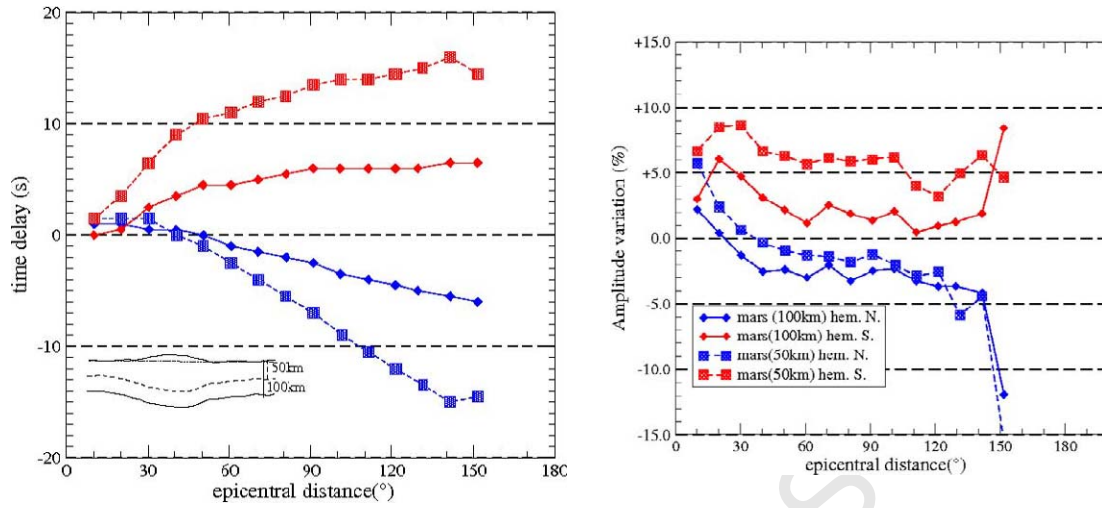 20
10
0
-10
-20
time delay (s)
50km
100km
0 30 60 90 120 150 180
epicentral distance(°)
+15.0
+10.0
+5.0
0.0
-5.0
-10.0
-15.0
Amplitude variation (%)
mars (100km) hem. N.
mars(100km) hem. S.
mars(50km) hem. N.
mars(50km) hem. S.
0 30 60 90 120 150 180
epicentral distance(°)